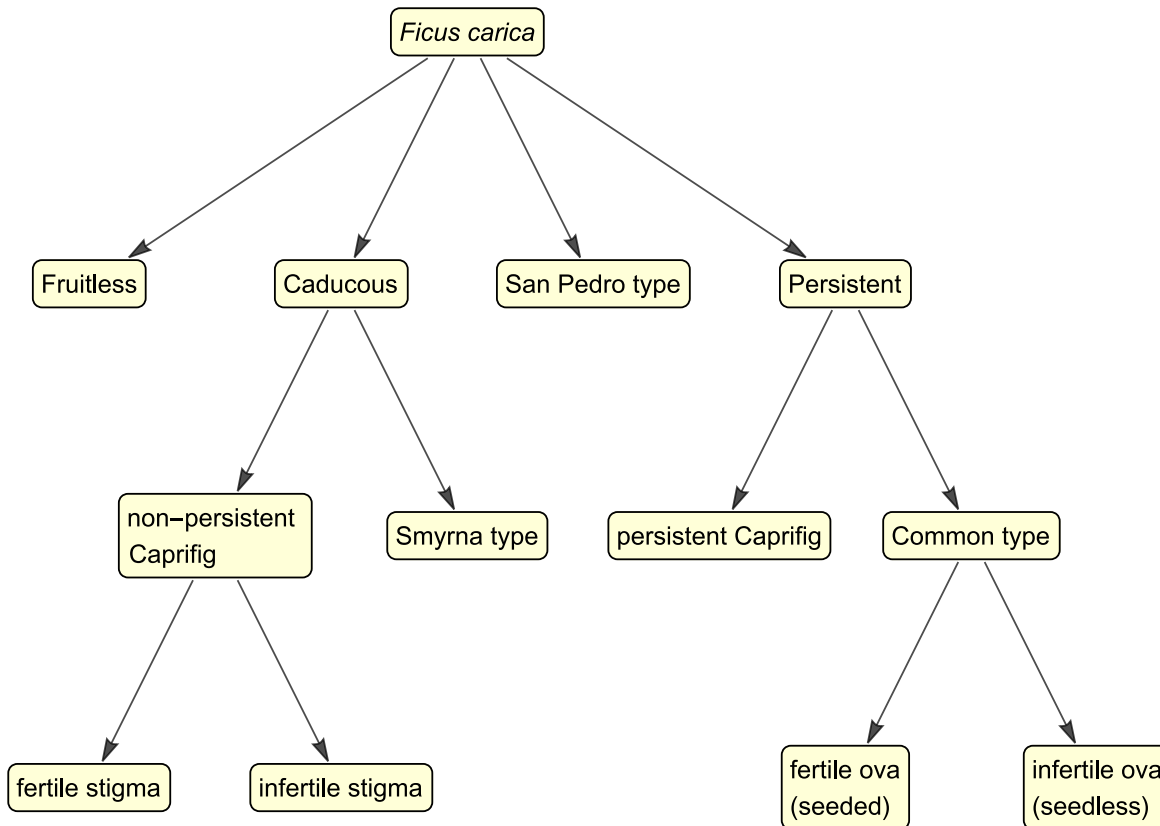 Ficus carica
Fruitless
Caducous
San Pedro type
Persistent
non–persistent
Caprifig
Smyrna type
persistent Caprifig
Common type
fertile stigma
infertile stigma
fertile ova
(seeded)
infertile ova
(seedless)